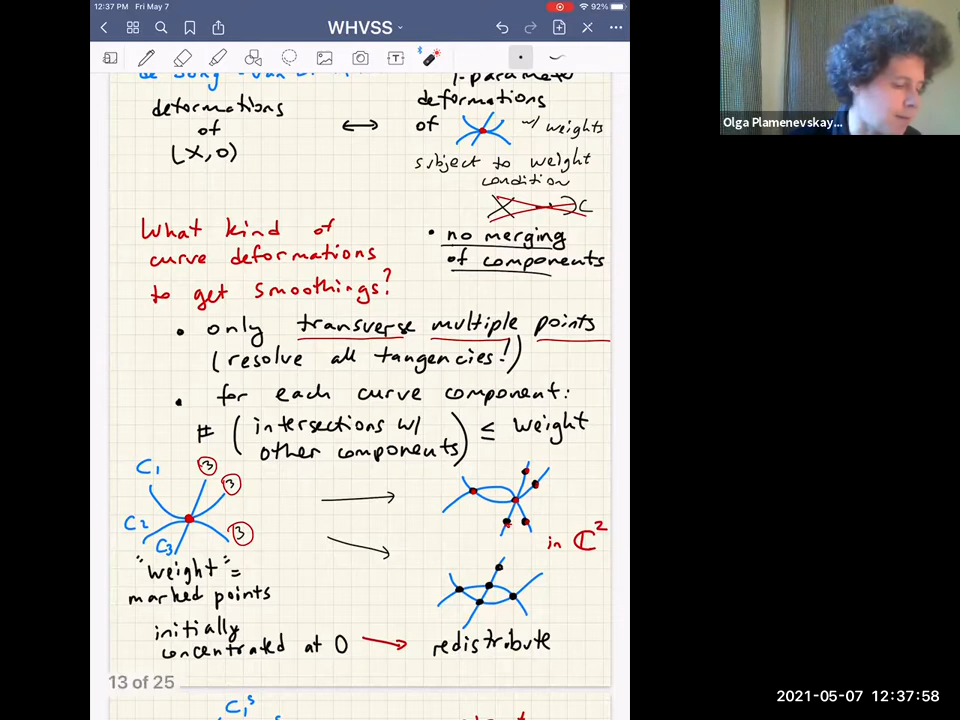 12:37 PM Fri May 7
92%
WHVSS
deformations
of
(X, 0)
↔
1-parameter
deformations
of
w/ weights
subject to weight
condition
• no merging
of components
What kind of
curve deformations
to get smoothings?
• only transverse multiple points
(resolve all tangencies!)
• for each curve component:
# (intersections w/
other components) ≤ weight
C1
3
3
C2
3
C3
in ℂ²
"weight" =
marked points
initially
concentrated at 0 → redistribute
13 of 25
C1^s
Olga Plamenevskay...
2021-05-07 12:37:58